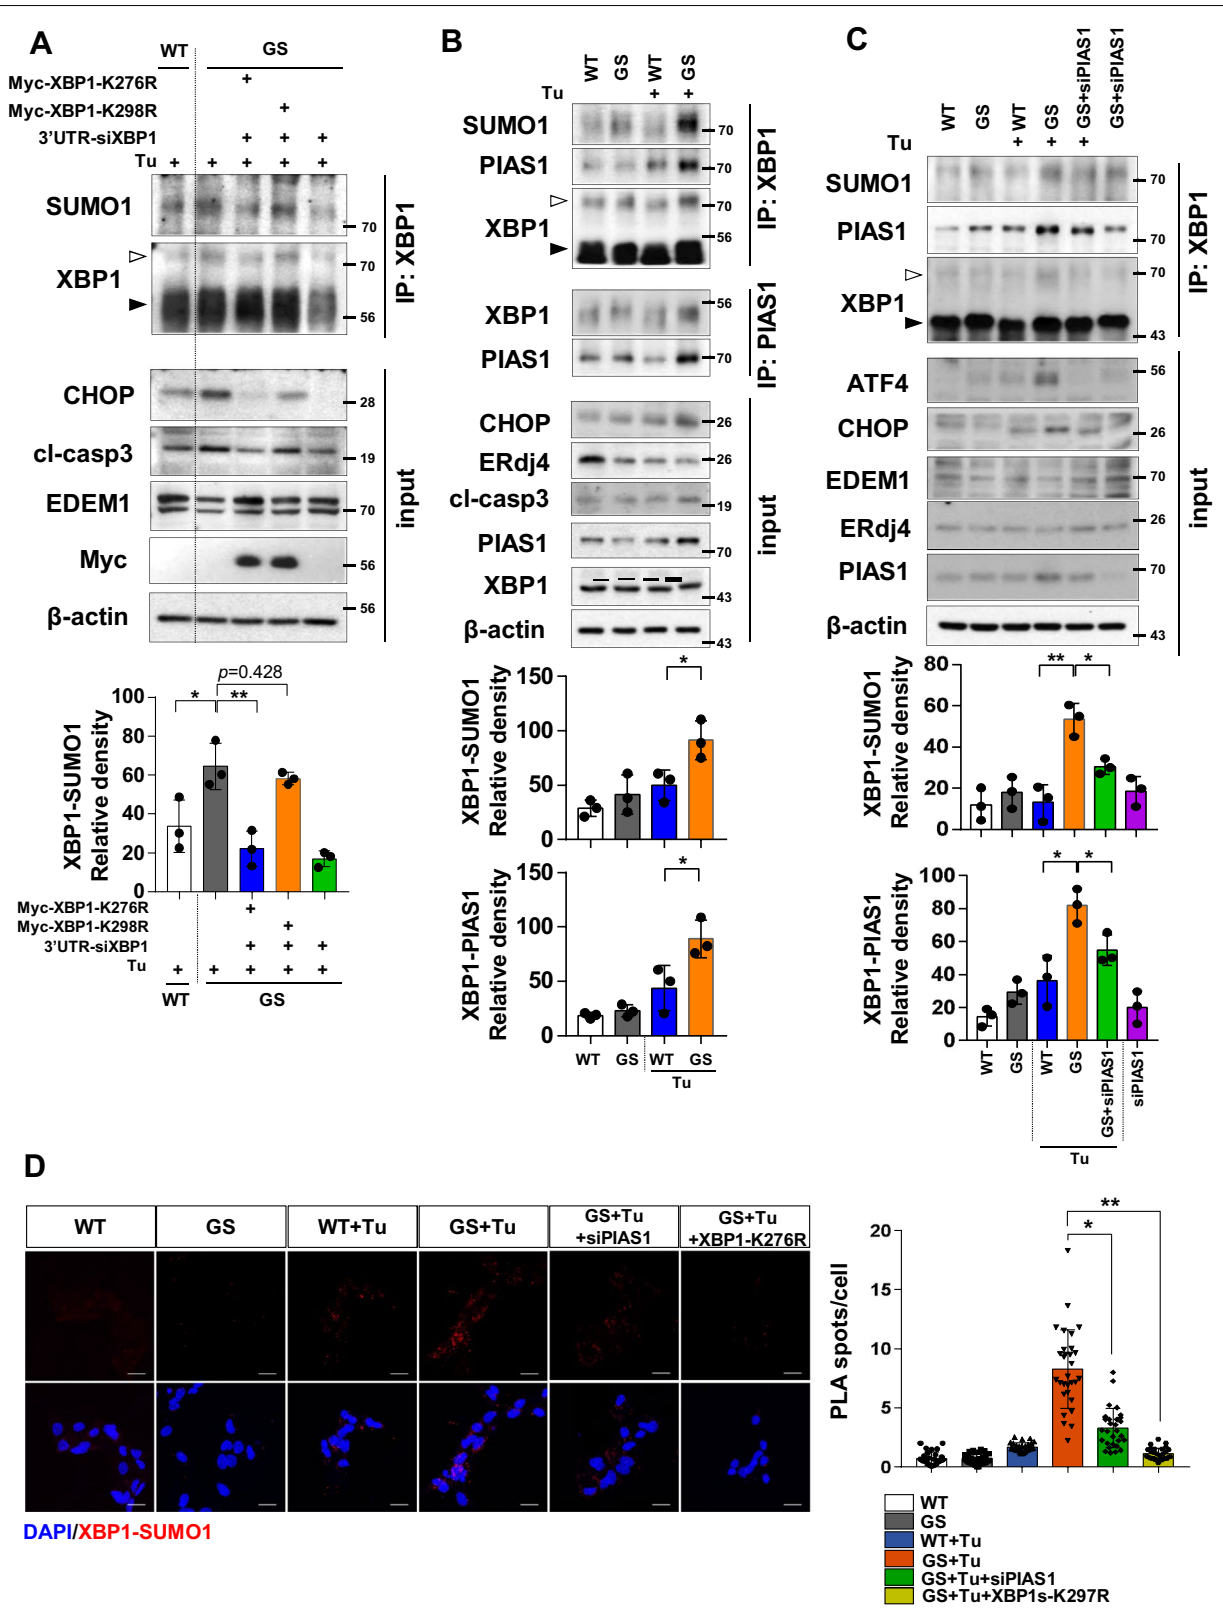 A
WT
GS
Myc-XBP1-K276R +
Myc-XBP1-K298R +
3'UTR-siXBP1 + + +
Tu + + + + +
SUMO1
70
XBP1
70
56
IP: XBP1
CHOP
28
cl-casp3
19
EDEM1
70
Myc
56
β-actin
56
input
XBP1-SUMO1
Relative density
100
80
60
40
20
0
* **
p=0.428
Myc-XBP1-K276R +
Myc-XBP1-K298R +
3'UTR-siXBP1 + + +
Tu + + + + +
WT GS
B
WT GS WT GS
Tu + +
SUMO1
70
PIAS1
70
XBP1
70
56
IP: XBP1
XBP1
56
PIAS1
70
IP: PIAS1
CHOP
26
ERdj4
26
cl-casp3
19
PIAS1
70
XBP1
43
β-actin
43
input
XBP1-SUMO1
Relative density
150
100
50
0
*
XBP1-PIAS1
Relative density
150
100
50
0
*
WT GS WT GS
Tu
C
WT GS WT GS GS+siPIAS1 GS+siPIAS1
Tu + + +
SUMO1
70
PIAS1
70
XBP1
70
43
IP: XBP1
ATF4
56
CHOP
26
EDEM1
70
ERdj4
26
PIAS1
70
β-actin
43
input
XBP1-SUMO1
Relative density
80
60
40
20
0
** *
XBP1-PIAS1
Relative density
100
80
60
40
20
0
* *
WT GS WT GS GS+siPIAS1 siPIAS1
Tu
D
WT
GS
WT+Tu
GS+Tu
GS+Tu
+siPIAS1
GS+Tu
+XBP1-K276R
DAPI/XBP1-SUMO1
PLA spots/cell
20
15
10
5
0
**
*
WT
GS
WT+Tu
GS+Tu
GS+Tu+siPIAS1
GS+Tu+XBP1s-K297R